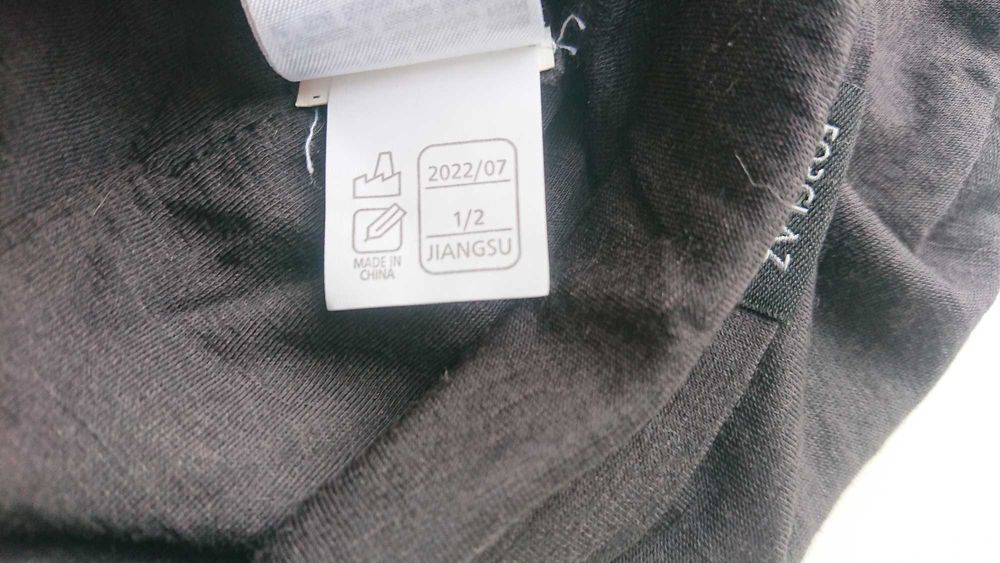 2022/07
1/2
JIANGSU
MADE IN
CHINA